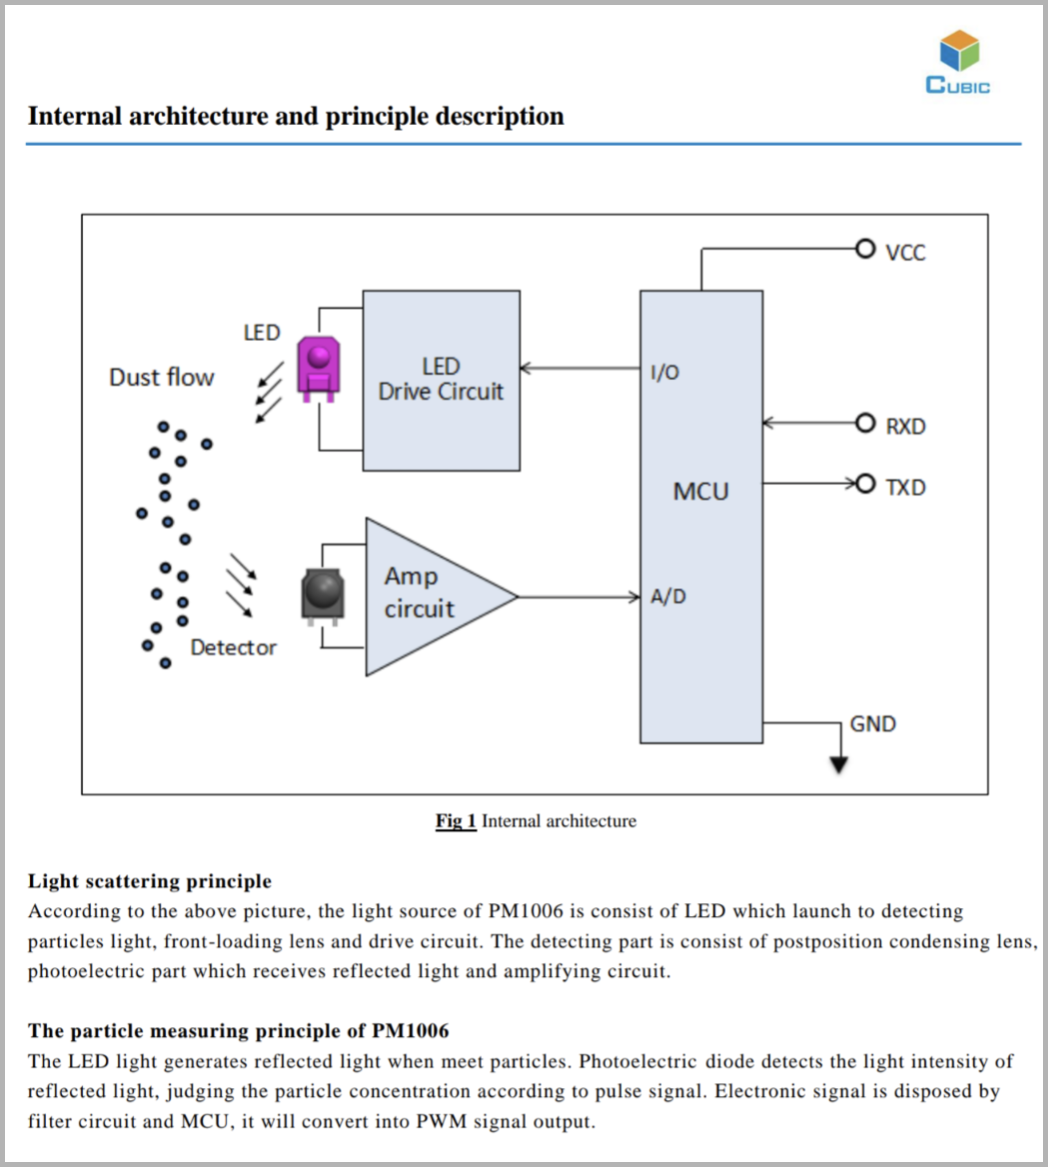 CUBIC
Internal architecture and principle description
VCC
LED
Dust flow
LED
Drive Circuit
I/O
RXD
MCU
TXD
Amp
circuit
A/D
Detector
GND
Fig 1 Internal architecture
Light scattering principle
According to the above picture, the light source of PM1006 is consist of LED which launch to detecting
particles light, front-loading lens and drive circuit. The detecting part is consist of postposition condensing lens,
photoelectric part which receives reflected light and amplifying circuit.
The particle measuring principle of PM1006
The LED light generates reflected light when meet particles. Photoelectric diode detects the light intensity of
reflected light, judging the particle concentration according to pulse signal. Electronic signal is disposed by
filter circuit and MCU, it will convert into PWM signal output.